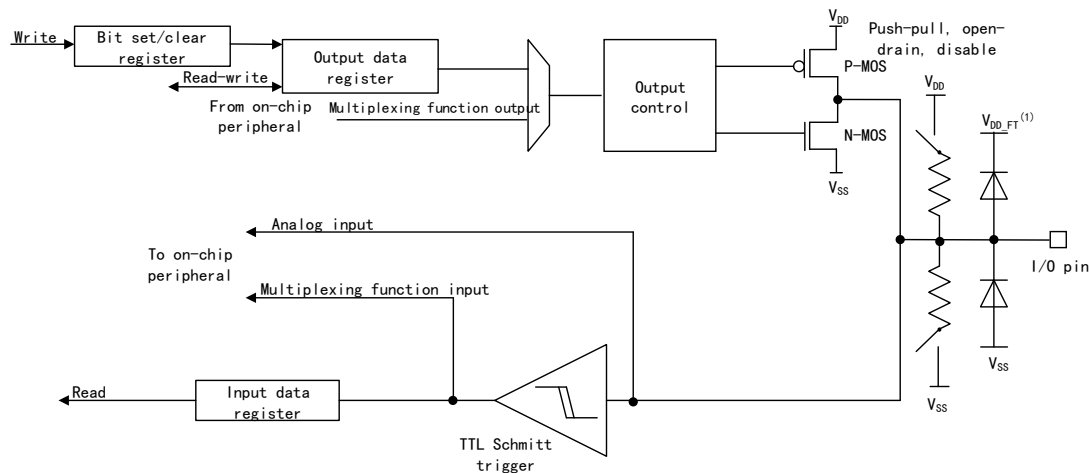 Write
Bit set/clear
register
Read-write
Output data
register
From on-chip
peripheral
Multiplexing function output
Output
control
VDD
P-MOS
N-MOS
VSS
Push-pull, open-
drain, disable
VDD
VDD_FT(1)
I/O pin
VSS
VSS
Analog input
To on-chip
peripheral
Multiplexing function input
Read
Input data
register
TTL Schmitt
trigger